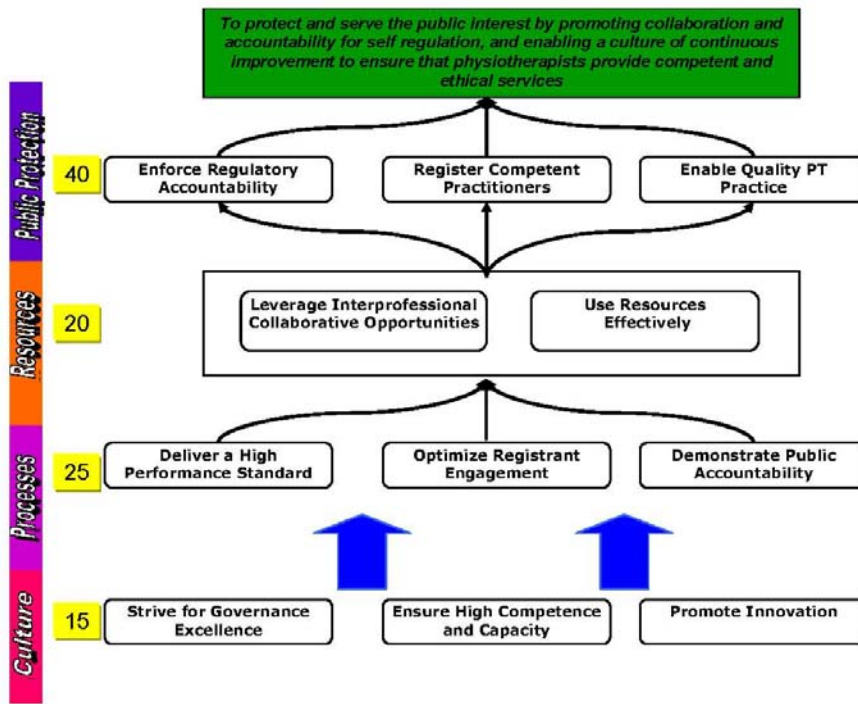 To protect and serve the public interest by promoting collaboration and
accountability for self regulation, and enabling a culture of continuous
improvement to ensure that physiotherapists provide competent and
ethical services
Public Protection
40
Enforce Regulatory
Accountability
Register Competent
Practitioners
Enable Quality PT
Practice
Resources
20
Leverage Interprofessional
Collaborative Opportunities
Use Resources
Effectively
Processes
25
Deliver a High
Performance Standard
Optimize Registrant
Engagement
Demonstrate Public
Accountability
Culture
15
Strive for Governance
Excellence
Ensure High Competence
and Capacity
Promote Innovation